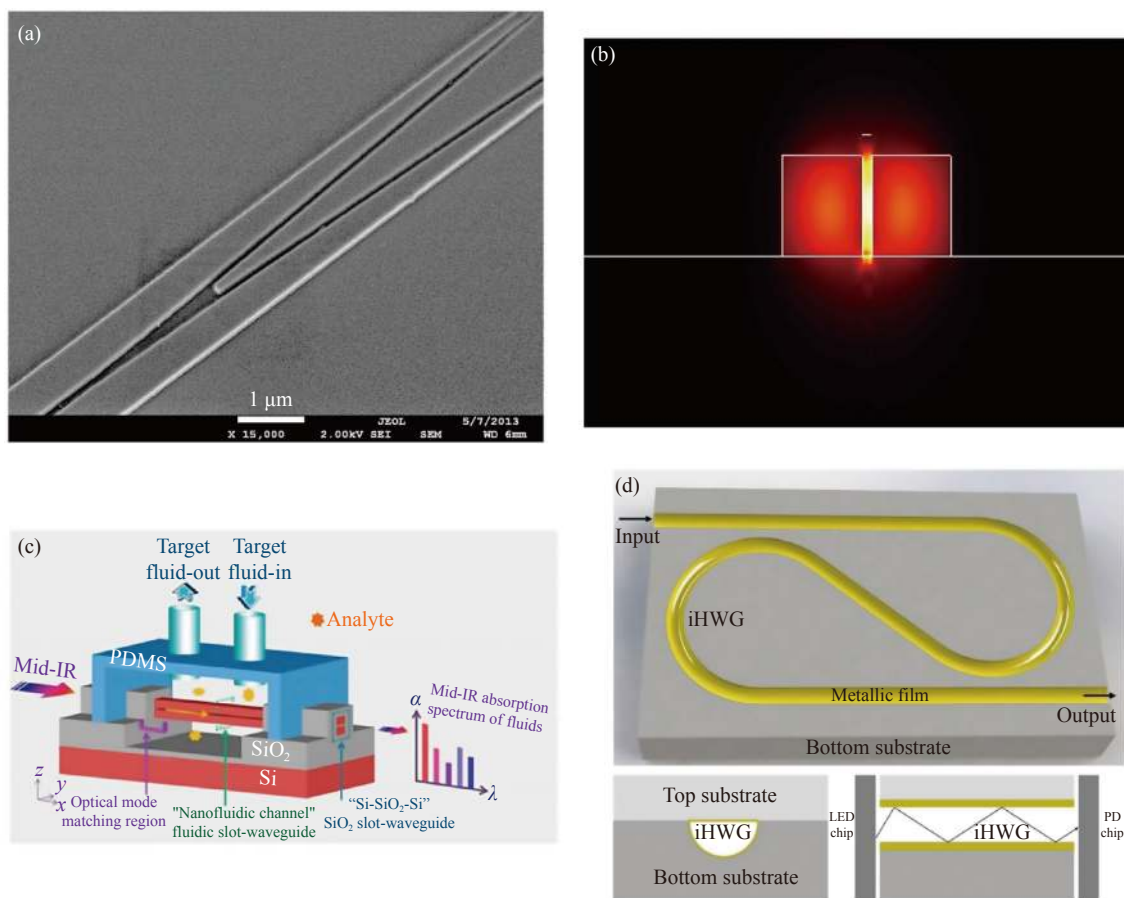 (a)
1 μm
JEOL 5/7/2013
X 15,000 2.00kV SEI SEM WD 6mm
(b)
(c)
Target
fluid-out
Target
fluid-in
Analyte
PDMS
Mid-IR
Mid-IR absorption
spectrum of fluids
α
λ
SiO₂
Si
z
y
x
Optical mode
matching region
"Nanofluidic channel"
fluidic slot-waveguide
“Si-SiO₂-Si”
SiO₂ slot-waveguide
(d)
Input
iHWG
Metallic film
Output
Bottom substrate
Top substrate
iHWG
Bottom substrate
LED
chip
iHWG
PD
chip